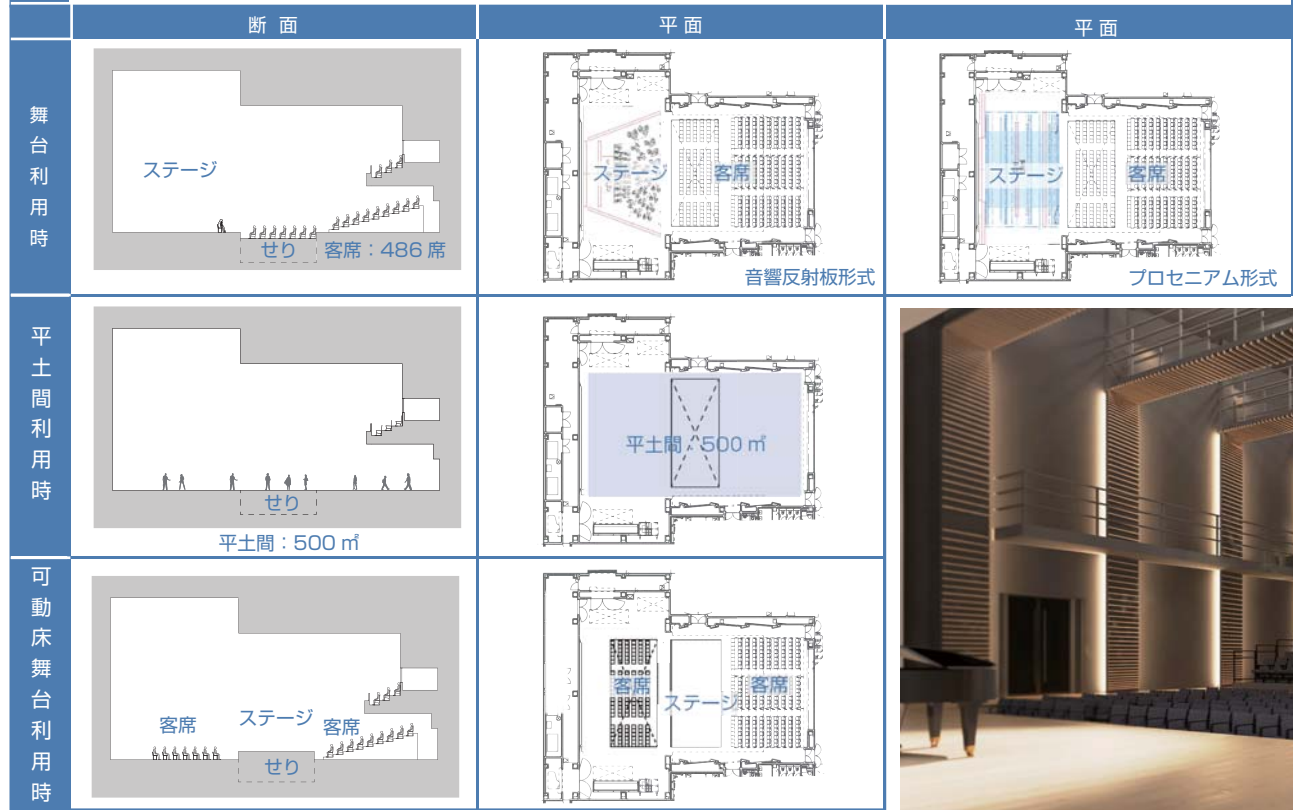 断面
平面
平面
舞台利用時
ステージ
せり
客席：486 席
ステージ
客席
音響反射板形式
ステージ
客席
プロセニアム形式
平土間利用時
せり
平土間：500 ㎡
平土間：500 ㎡
可動床舞台利用時
客席
ステージ
客席
せり
客席
ステージ
客席